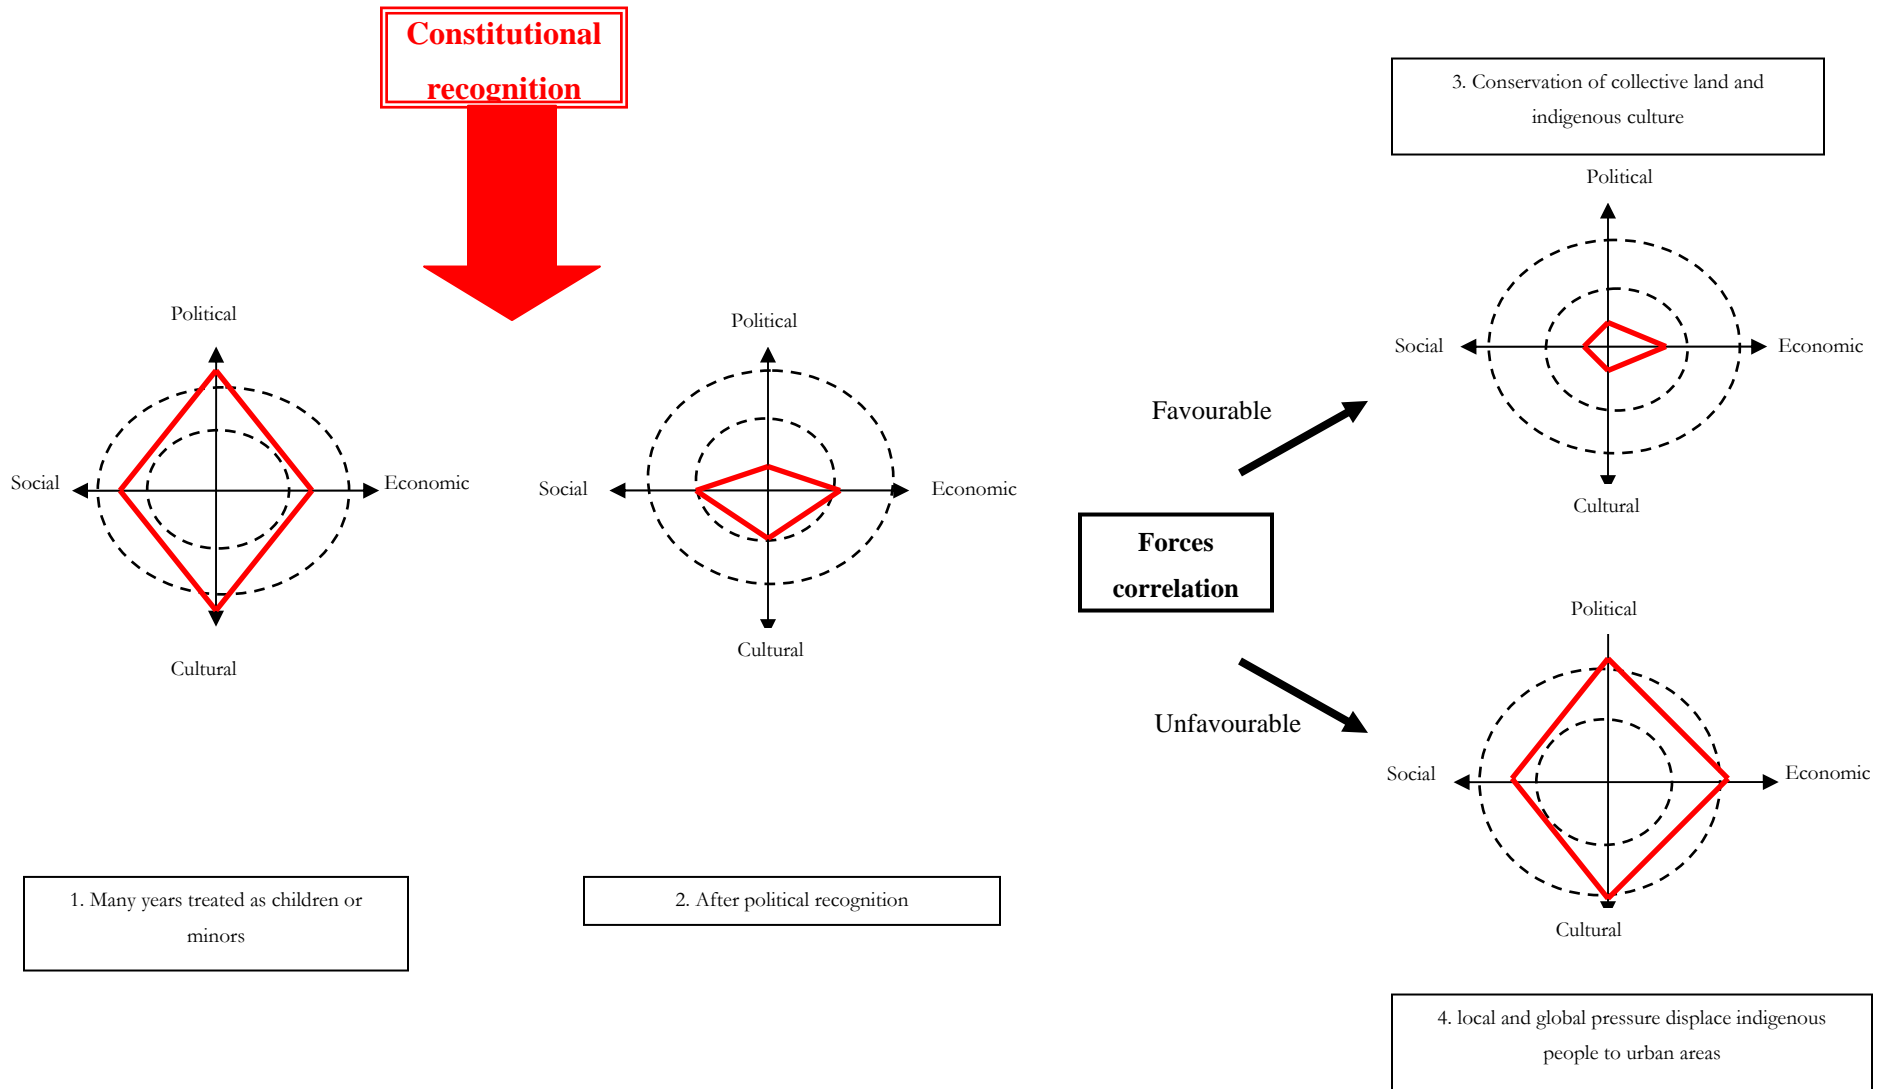 Constitutional
recognition
Political
Social
Economic
Cultural
1. Many years treated as children or
minors
Political
Social
Economic
Cultural
2. After political recognition
Favourable
Forces
correlation
Unfavourable
3. Conservation of collective land and
indigenous culture
Political
Social
Economic
Cultural
Political
Social
Economic
Cultural
4. local and global pressure displace indigenous
people to urban areas